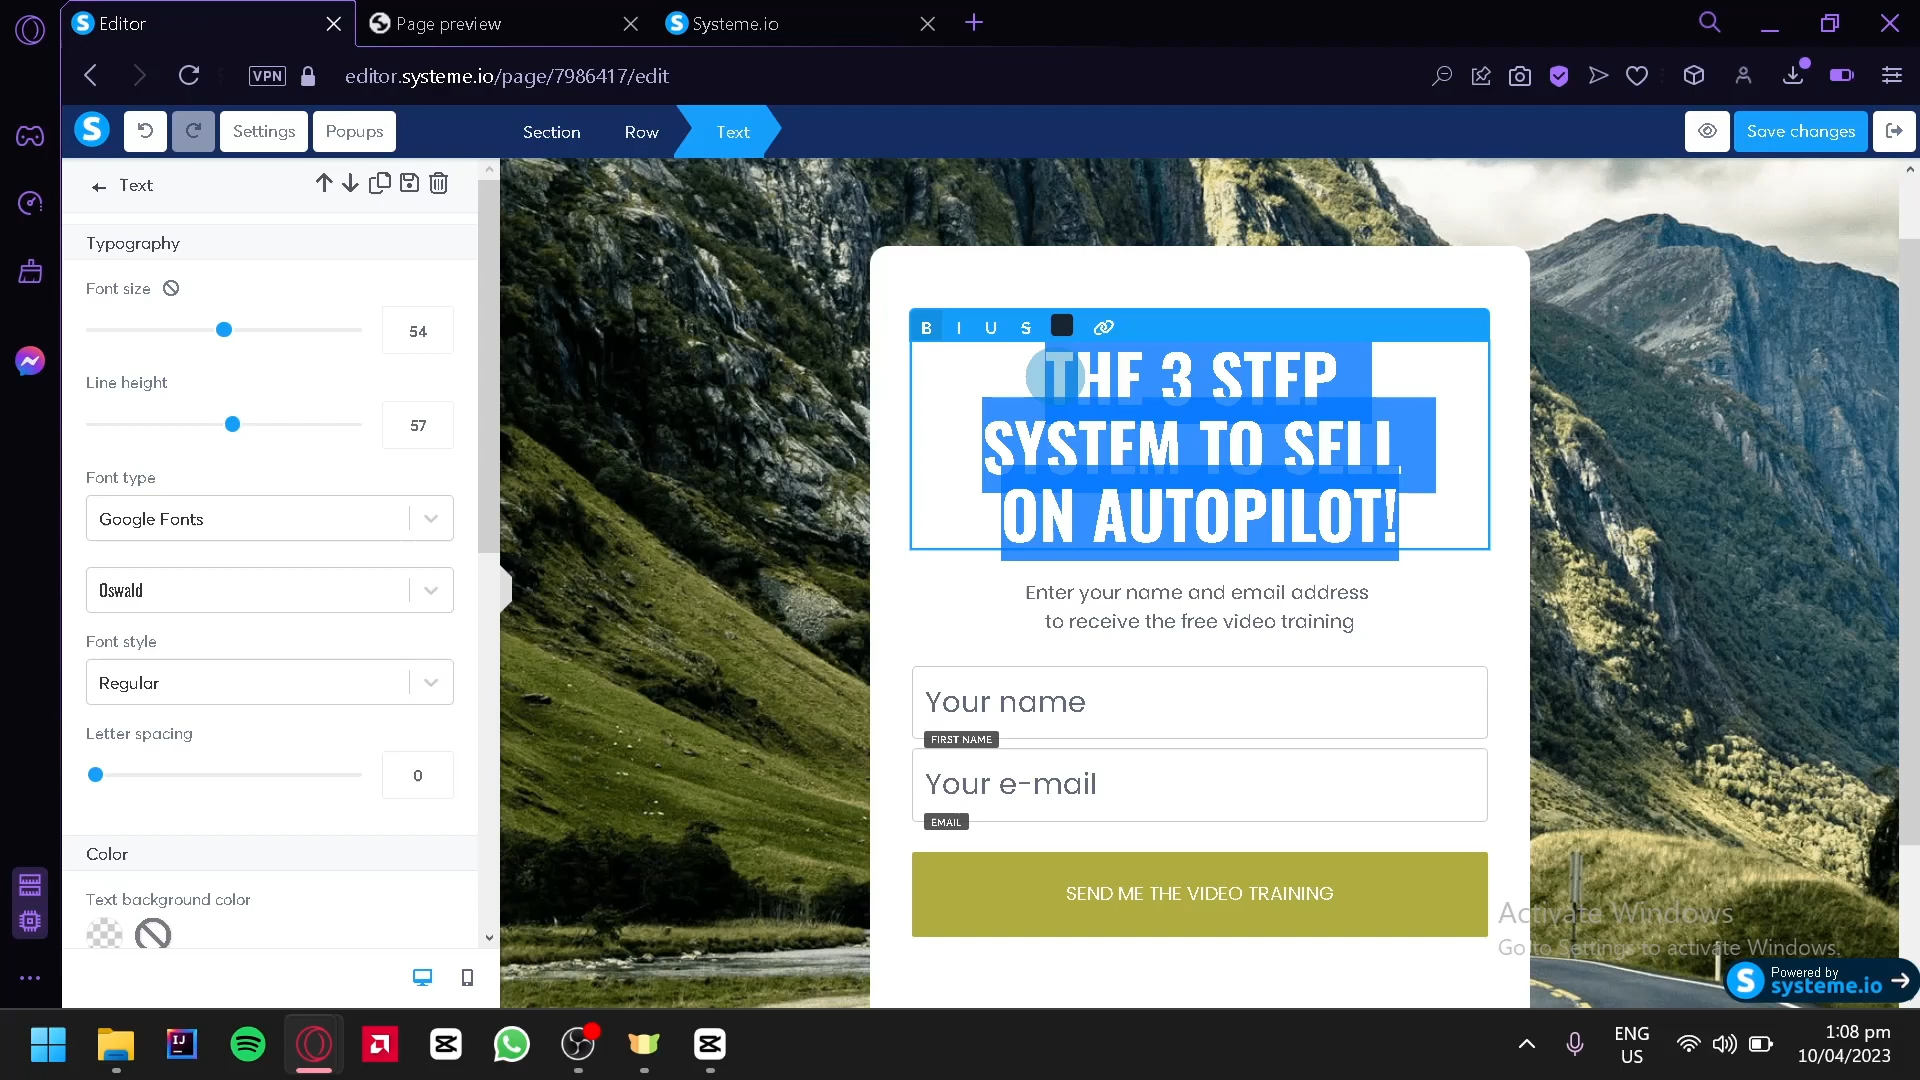 Editor
Page preview
Systeme.io
VPN
editor.systeme.io/page/7986417/edit
S
Settings
Popups
Section
Row
Text
Save changes
Text
Typography
Font size
54
Line height
57
Font type
Google Fonts
Oswald
Font style
Regular
Letter spacing
0
Color
Text background color
B I U S
THE 3 STEP
SYSTEM TO SELL
ON AUTOPILOT!
Enter your name and email address
to receive the free video training
Your name
FIRST NAME
Your e-mail
EMAIL
SEND ME THE VIDEO TRAINING
Activate Windows
Go to Settings to activate Windows.
Powered by
systeme.io
IJ
ENG
US
1:08 pm
10/04/2023